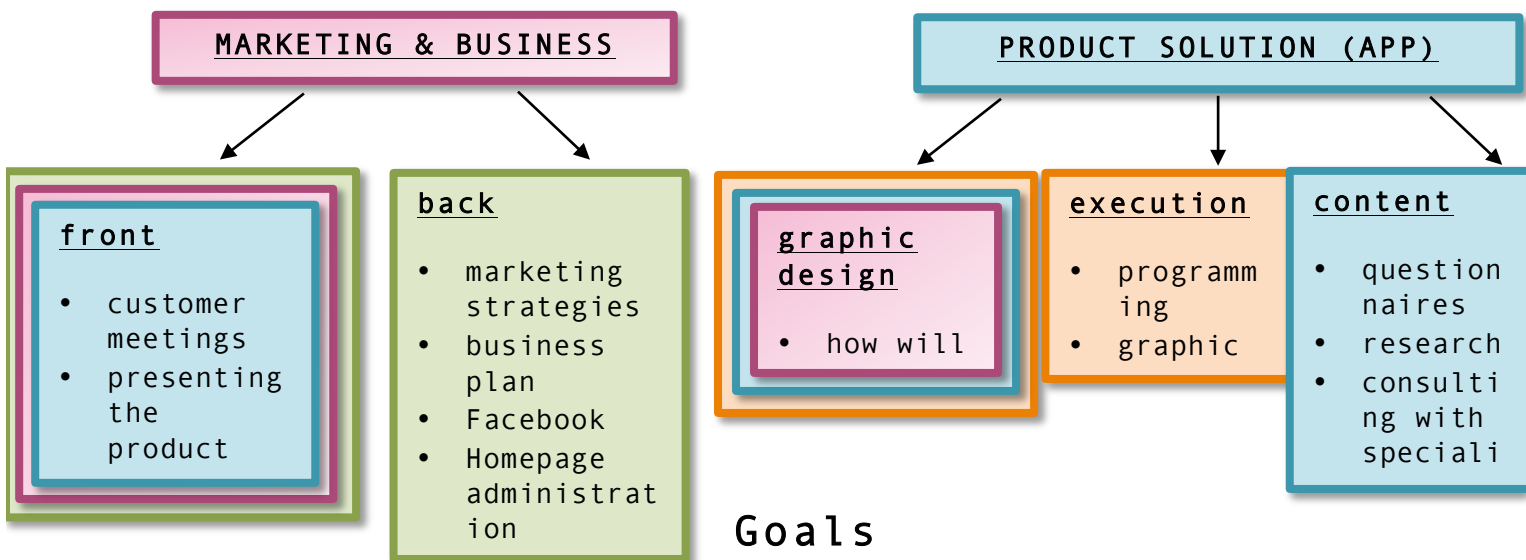 MARKETING & BUSINESS
PRODUCT SOLUTION (APP)
front
• customer
meetings
• presenting
the
product
back
• marketing
strategies
• business
plan
• Facebook
• Homepage
administrat
ion
graphic
design
• how will
execution
• programm
ing
• graphic
content
• question
naires
• research
• consulti
ng with
speciali
Goals